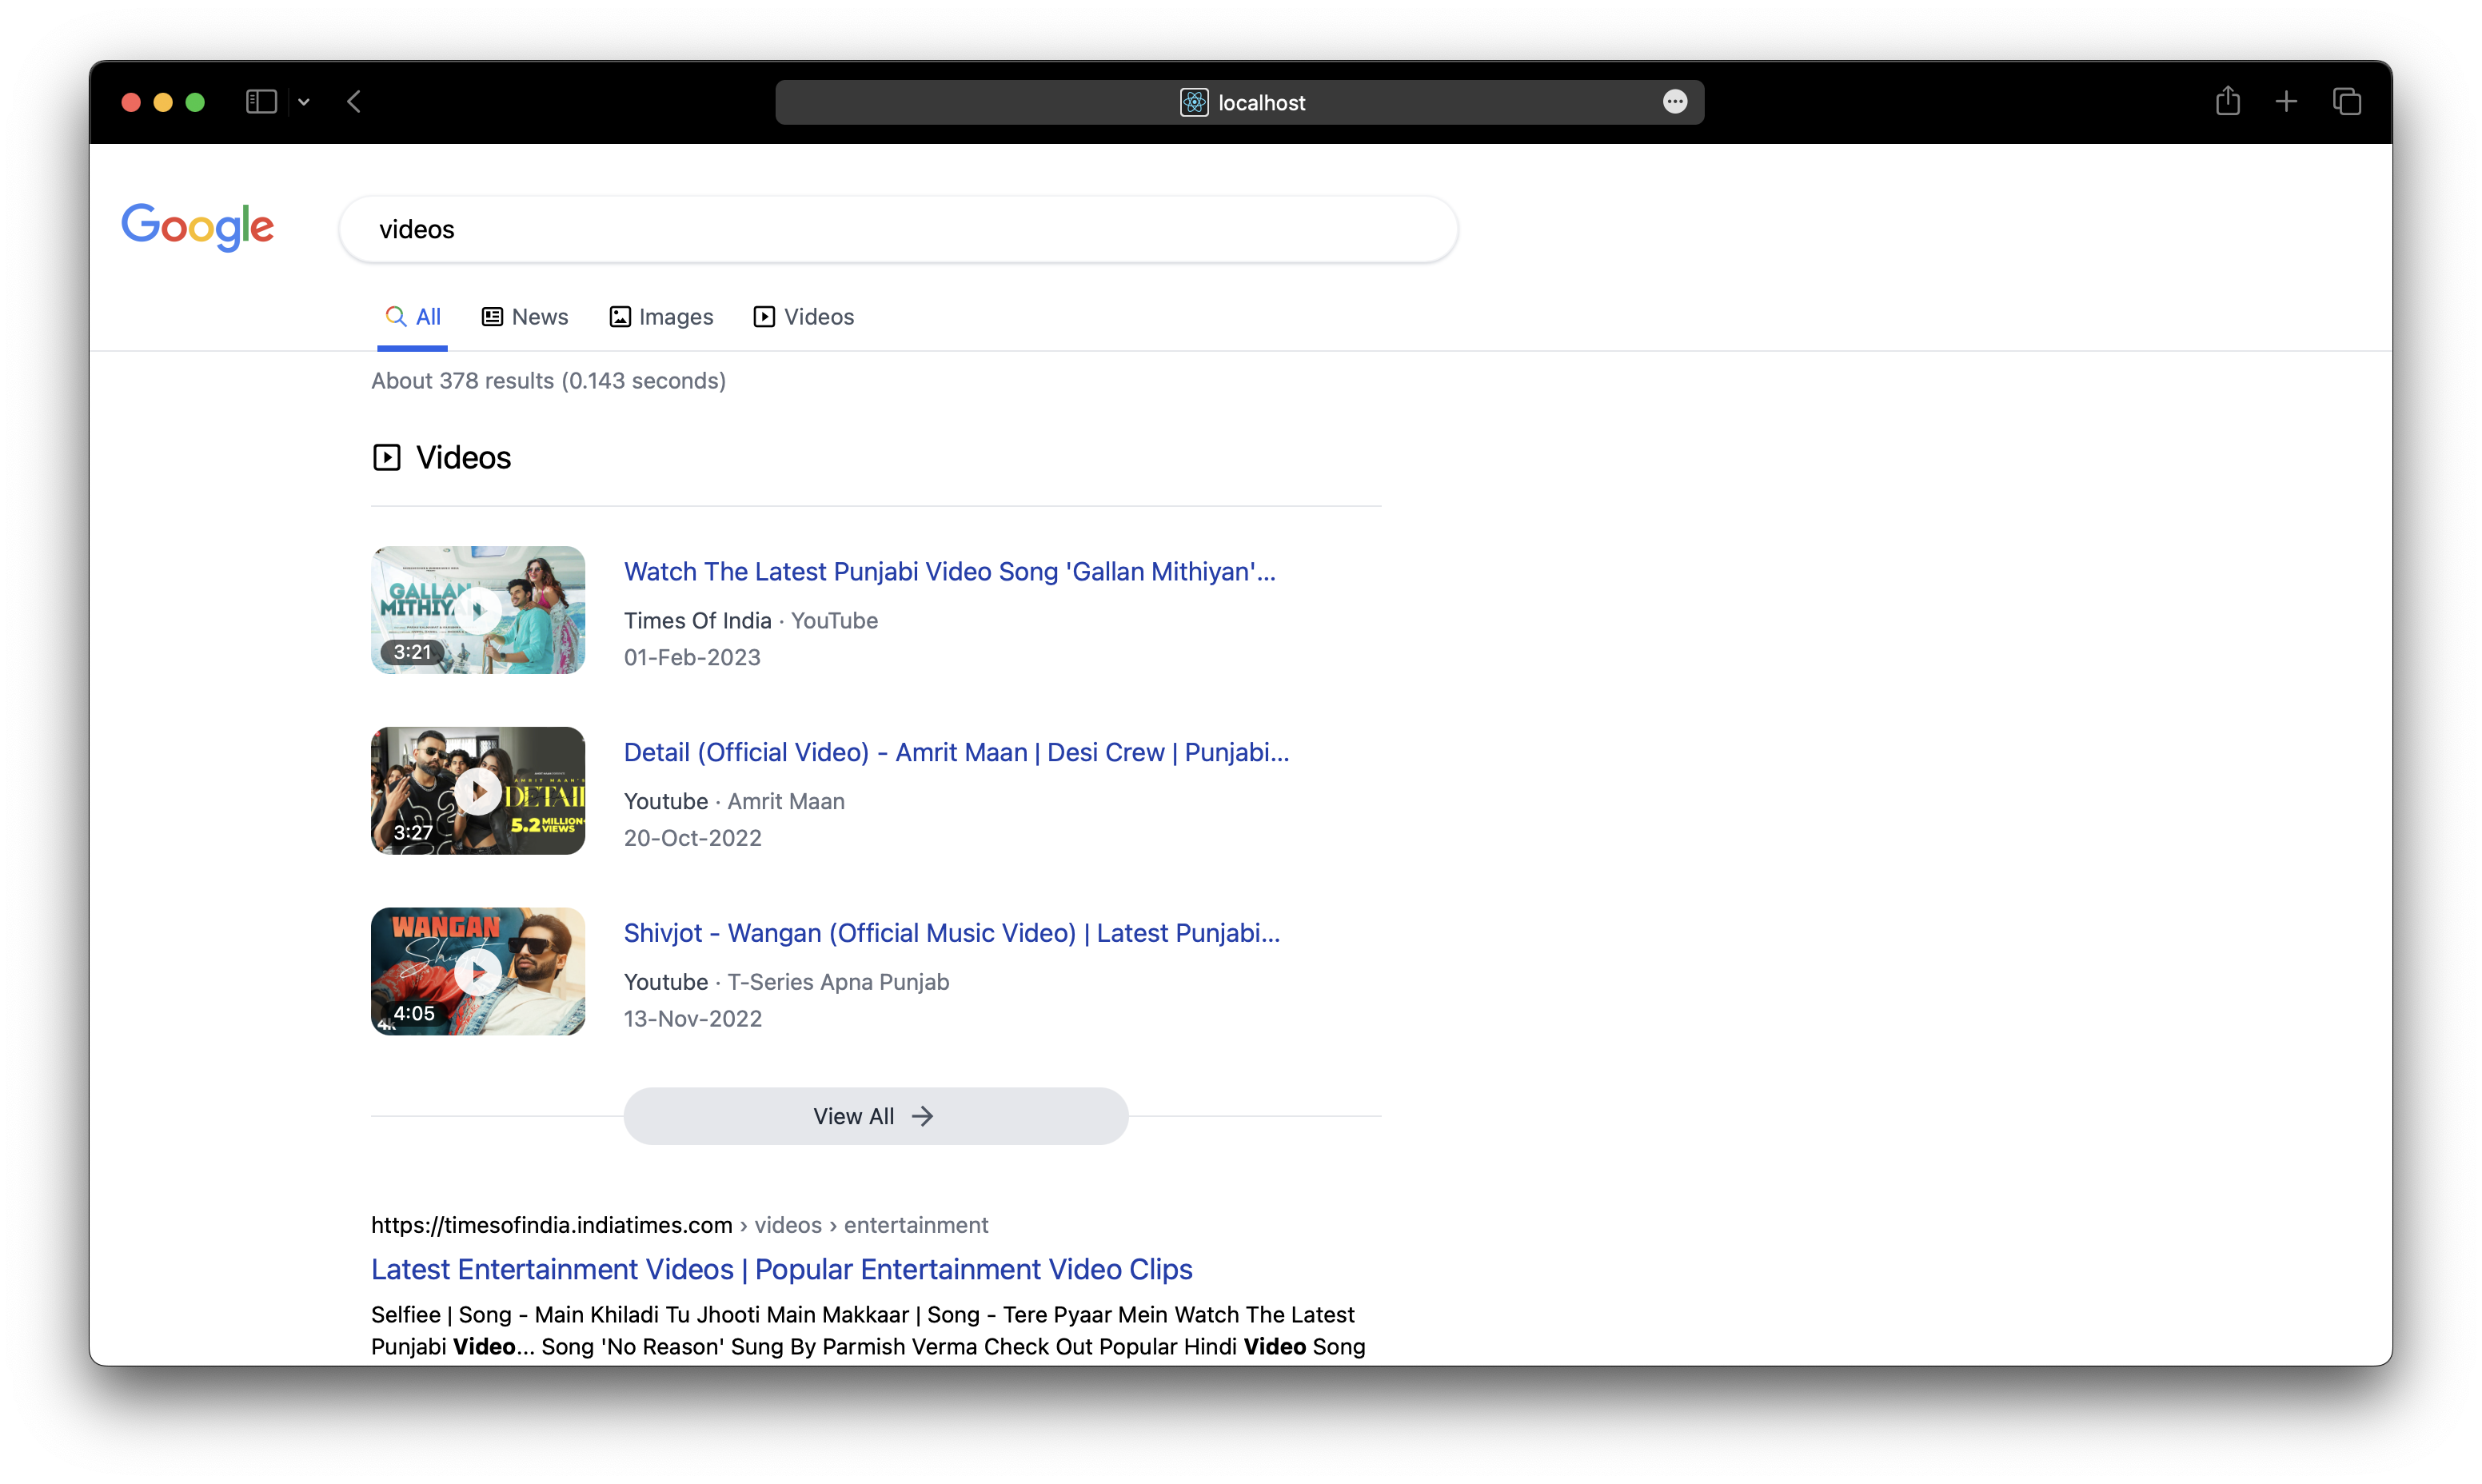 localhost
Google
videos
All
News
Images
Videos
About 378 results (0.143 seconds)
Videos
GALLAN
MITHIYAN
3:21
Watch The Latest Punjabi Video Song 'Gallan Mithiyan'...
Times Of India · YouTube
01-Feb-2023
AMRIT MAAN'S
DETAIL
5.2 MILLION+
VIEWS
3:27
Detail (Official Video) - Amrit Maan | Desi Crew | Punjabi...
Youtube · Amrit Maan
20-Oct-2022
WANGAN
4:05
4K
Shivjot - Wangan (Official Music Video) | Latest Punjabi...
Youtube · T-Series Apna Punjab
13-Nov-2022
View All →
https://timesofindia.indiatimes.com › videos › entertainment
Latest Entertainment Videos | Popular Entertainment Video Clips
Selfiee | Song - Main Khiladi Tu Jhooti Main Makkaar | Song - Tere Pyaar Mein Watch The Latest
Punjabi Video... Song 'No Reason' Sung By Parmish Verma Check Out Popular Hindi Video Song